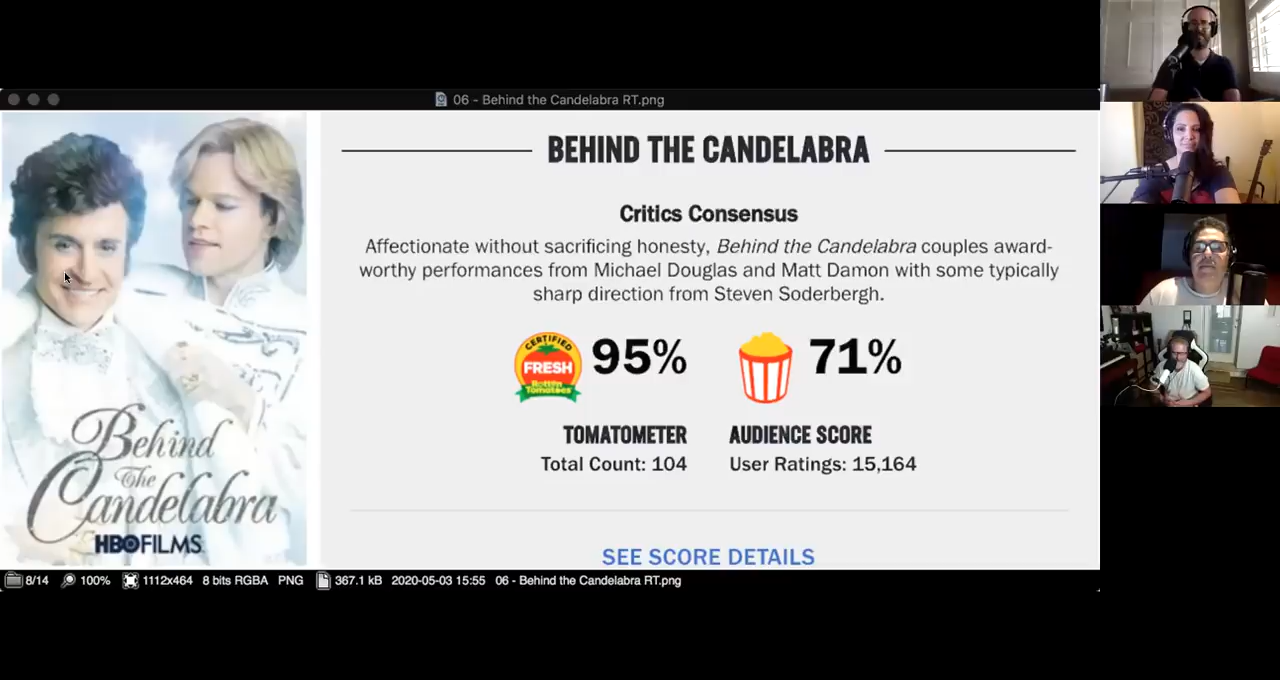 06 - Behind the Candelabra RT.png
Behind
The
Candelabra
HBOFILMS
BEHIND THE CANDELABRA
Critics Consensus
Affectionate without sacrificing honesty, Behind the Candelabra couples award-
worthy performances from Michael Douglas and Matt Damon with some typically
sharp direction from Steven Soderbergh.
CERTIFIED
FRESH
Rotten
Tomatoes
95%
71%
TOMATOMETER
AUDIENCE SCORE
Total Count: 104
User Ratings: 15,164
SEE SCORE DETAILS
8/14 100% 1112x464 8 bits RGBA PNG 367.1 kB 2020-05-03 15:55 06 - Behind the Candelabra RT.png